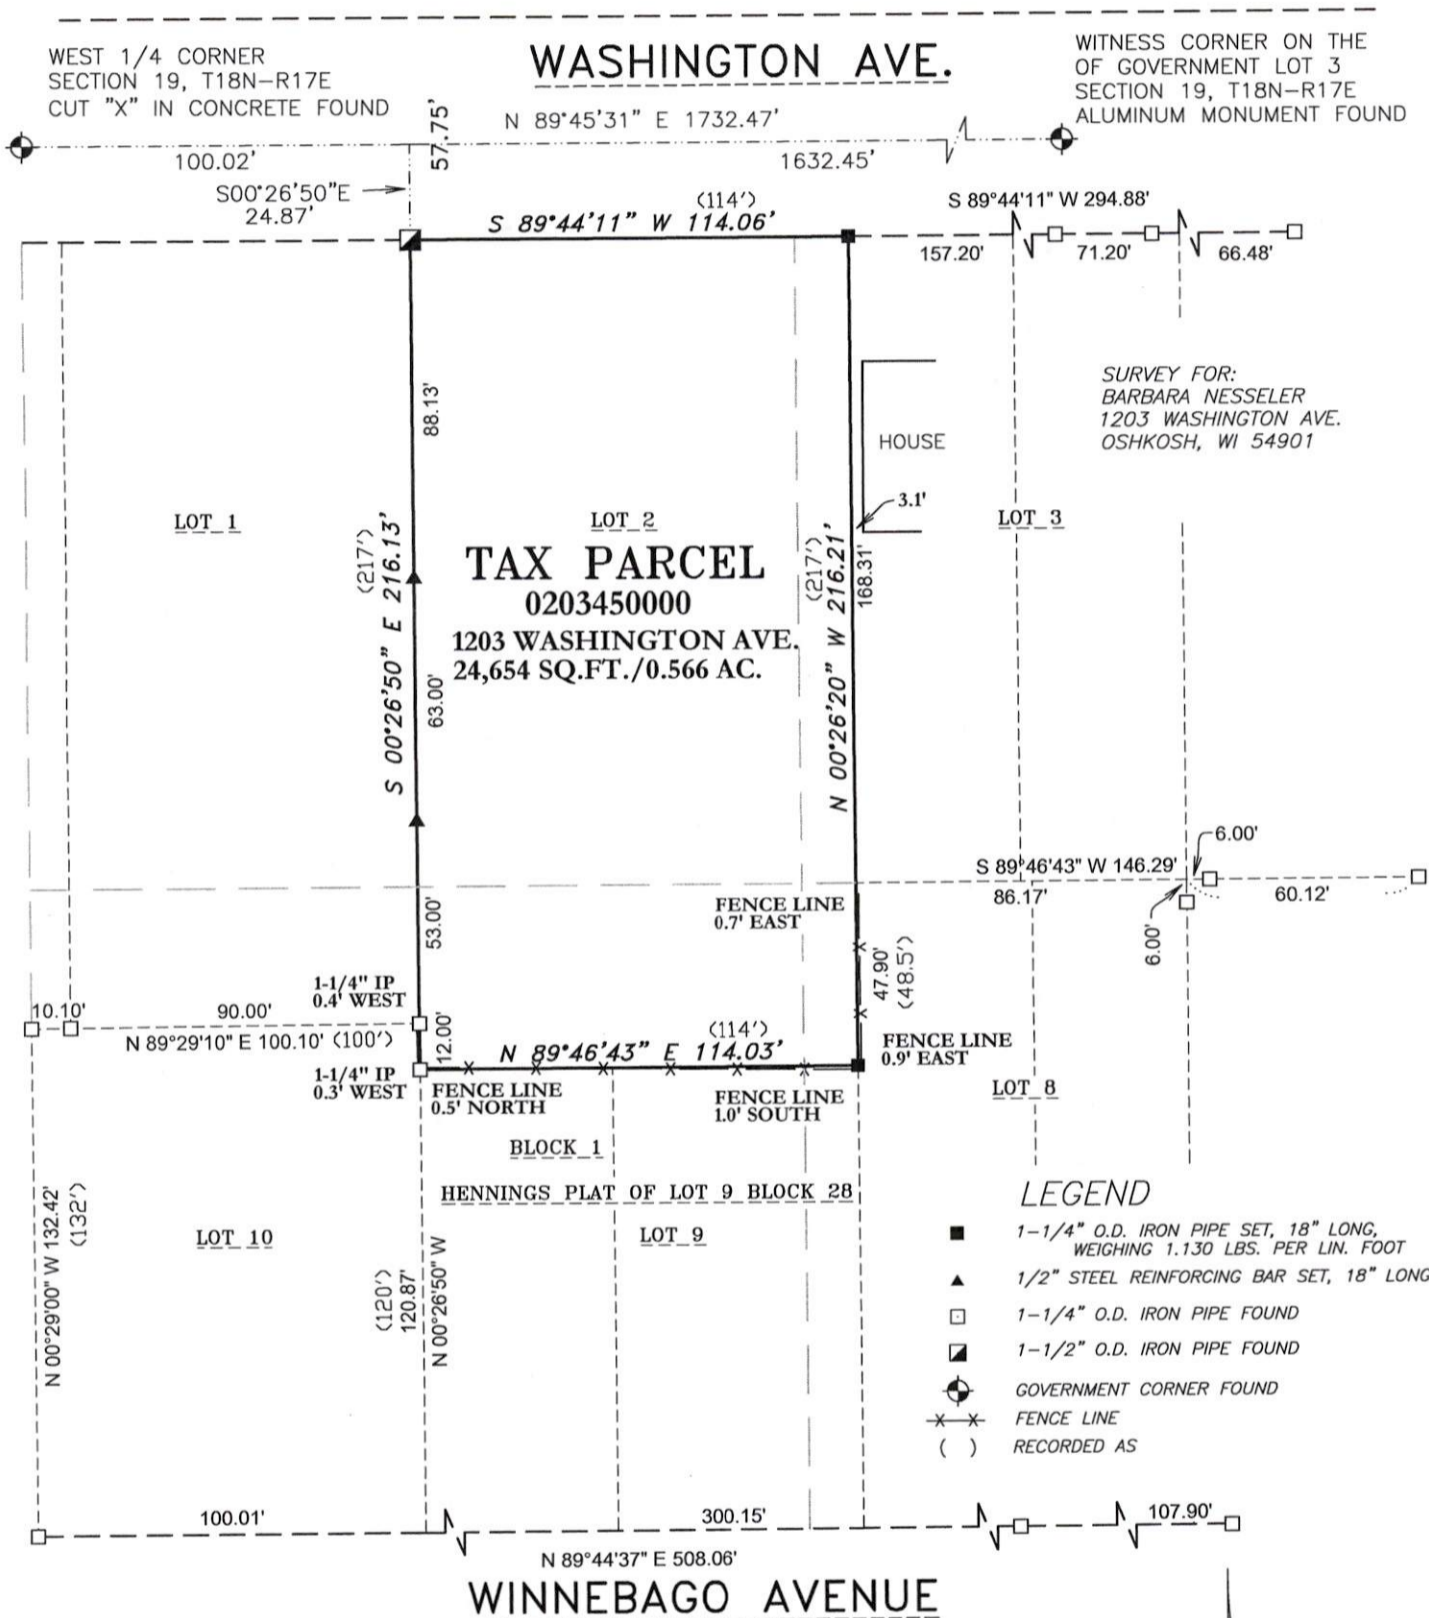 WEST 1/4 CORNER
SECTION 19, T18N-R17E
CUT "X" IN CONCRETE FOUND
WASHINGTON AVE.
WITNESS CORNER ON THE
OF GOVERNMENT LOT 3
SECTION 19, T18N-R17E
ALUMINUM MONUMENT FOUND
57.75'
N 89°45'31" E 1732.47'
100.02'
1632.45'
S00°26'50"E
24.87'
(114')
S 89°44'11" W 114.06'
S 89°44'11" W 294.88'
157.20'
71.20'
66.48'
88.13'
HOUSE
3.1'
SURVEY FOR:
BARBARA NESSELER
1203 WASHINGTON AVE.
OSHKOSH, WI 54901
LOT 1
LOT 2
LOT 3
(217')
S 00°26'50" E 216.13'
TAX PARCEL
0203450000
1203 WASHINGTON AVE.
24,654 SQ.FT./0.566 AC.
(217')
N 00°26'20" W 216.21'
168.31'
63.00'
6.00'
S 89°46'43" W 146.29'
86.17'
60.12'
6.00'
53.00'
FENCE LINE
0.7' EAST
47.90'
(48.5')
1-1/4" IP
0.4' WEST
10.10'
90.00'
N 89°29'10" E 100.10' (100')
12.00'
(114')
N 89°46'43" E 114.03'
FENCE LINE
0.9' EAST
1-1/4" IP
0.3' WEST
FENCE LINE
0.5' NORTH
FENCE LINE
1.0' SOUTH
LOT 8
BLOCK 1
HENNINGS PLAT OF LOT 9 BLOCK 28
LOT 10
LOT 9
N 00°29'00" W 132.42'
(132')
(120')
120.87'
N 00°26'50" W
LEGEND
1-1/4" O.D. IRON PIPE SET, 18" LONG,
WEIGHING 1.130 LBS. PER LIN. FOOT
1/2" STEEL REINFORCING BAR SET, 18" LONG
1-1/4" O.D. IRON PIPE FOUND
1-1/2" O.D. IRON PIPE FOUND
GOVERNMENT CORNER FOUND
FENCE LINE
( ) RECORDED AS
100.01'
300.15'
107.90'
N 89°44'37" E 508.06'
WINNEBAGO AVENUE